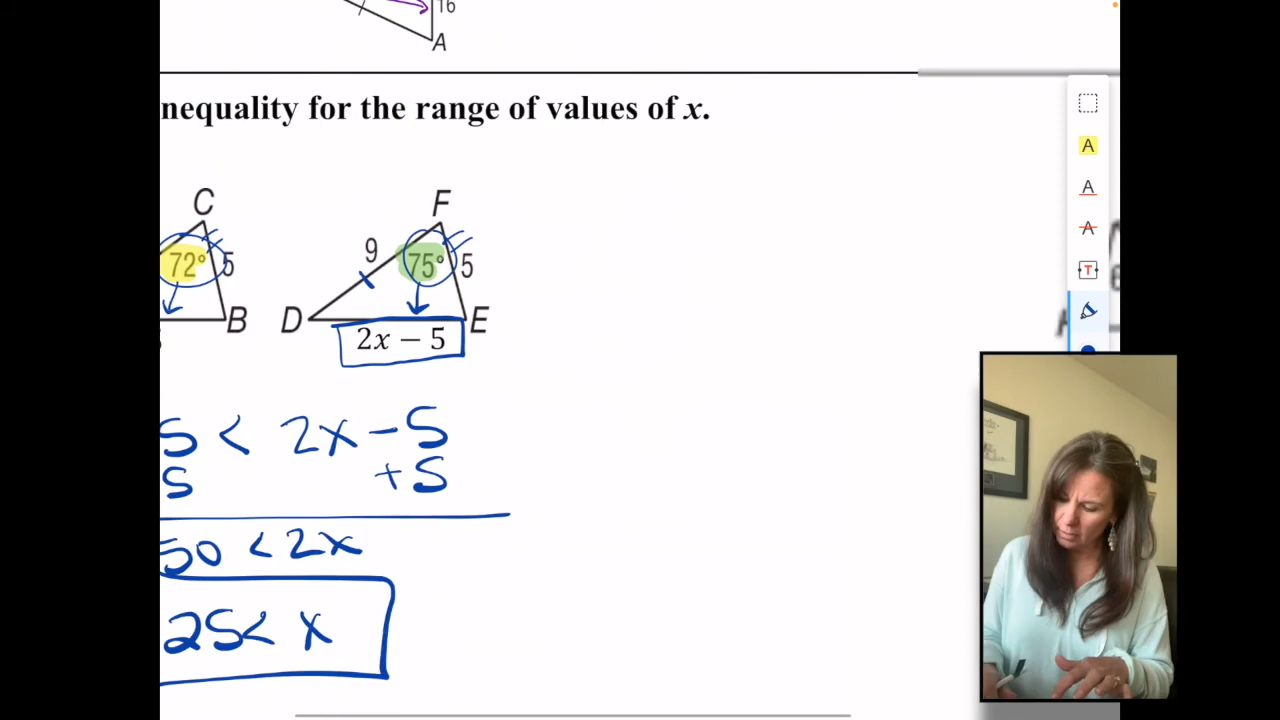 16
A
nequality for the range of values of x.
C
F
72° 5
9 75° 5
B D E
2x − 5
5 < 2x - 5
5 + 5
50 < 2x
25 < x
A
A
A
T